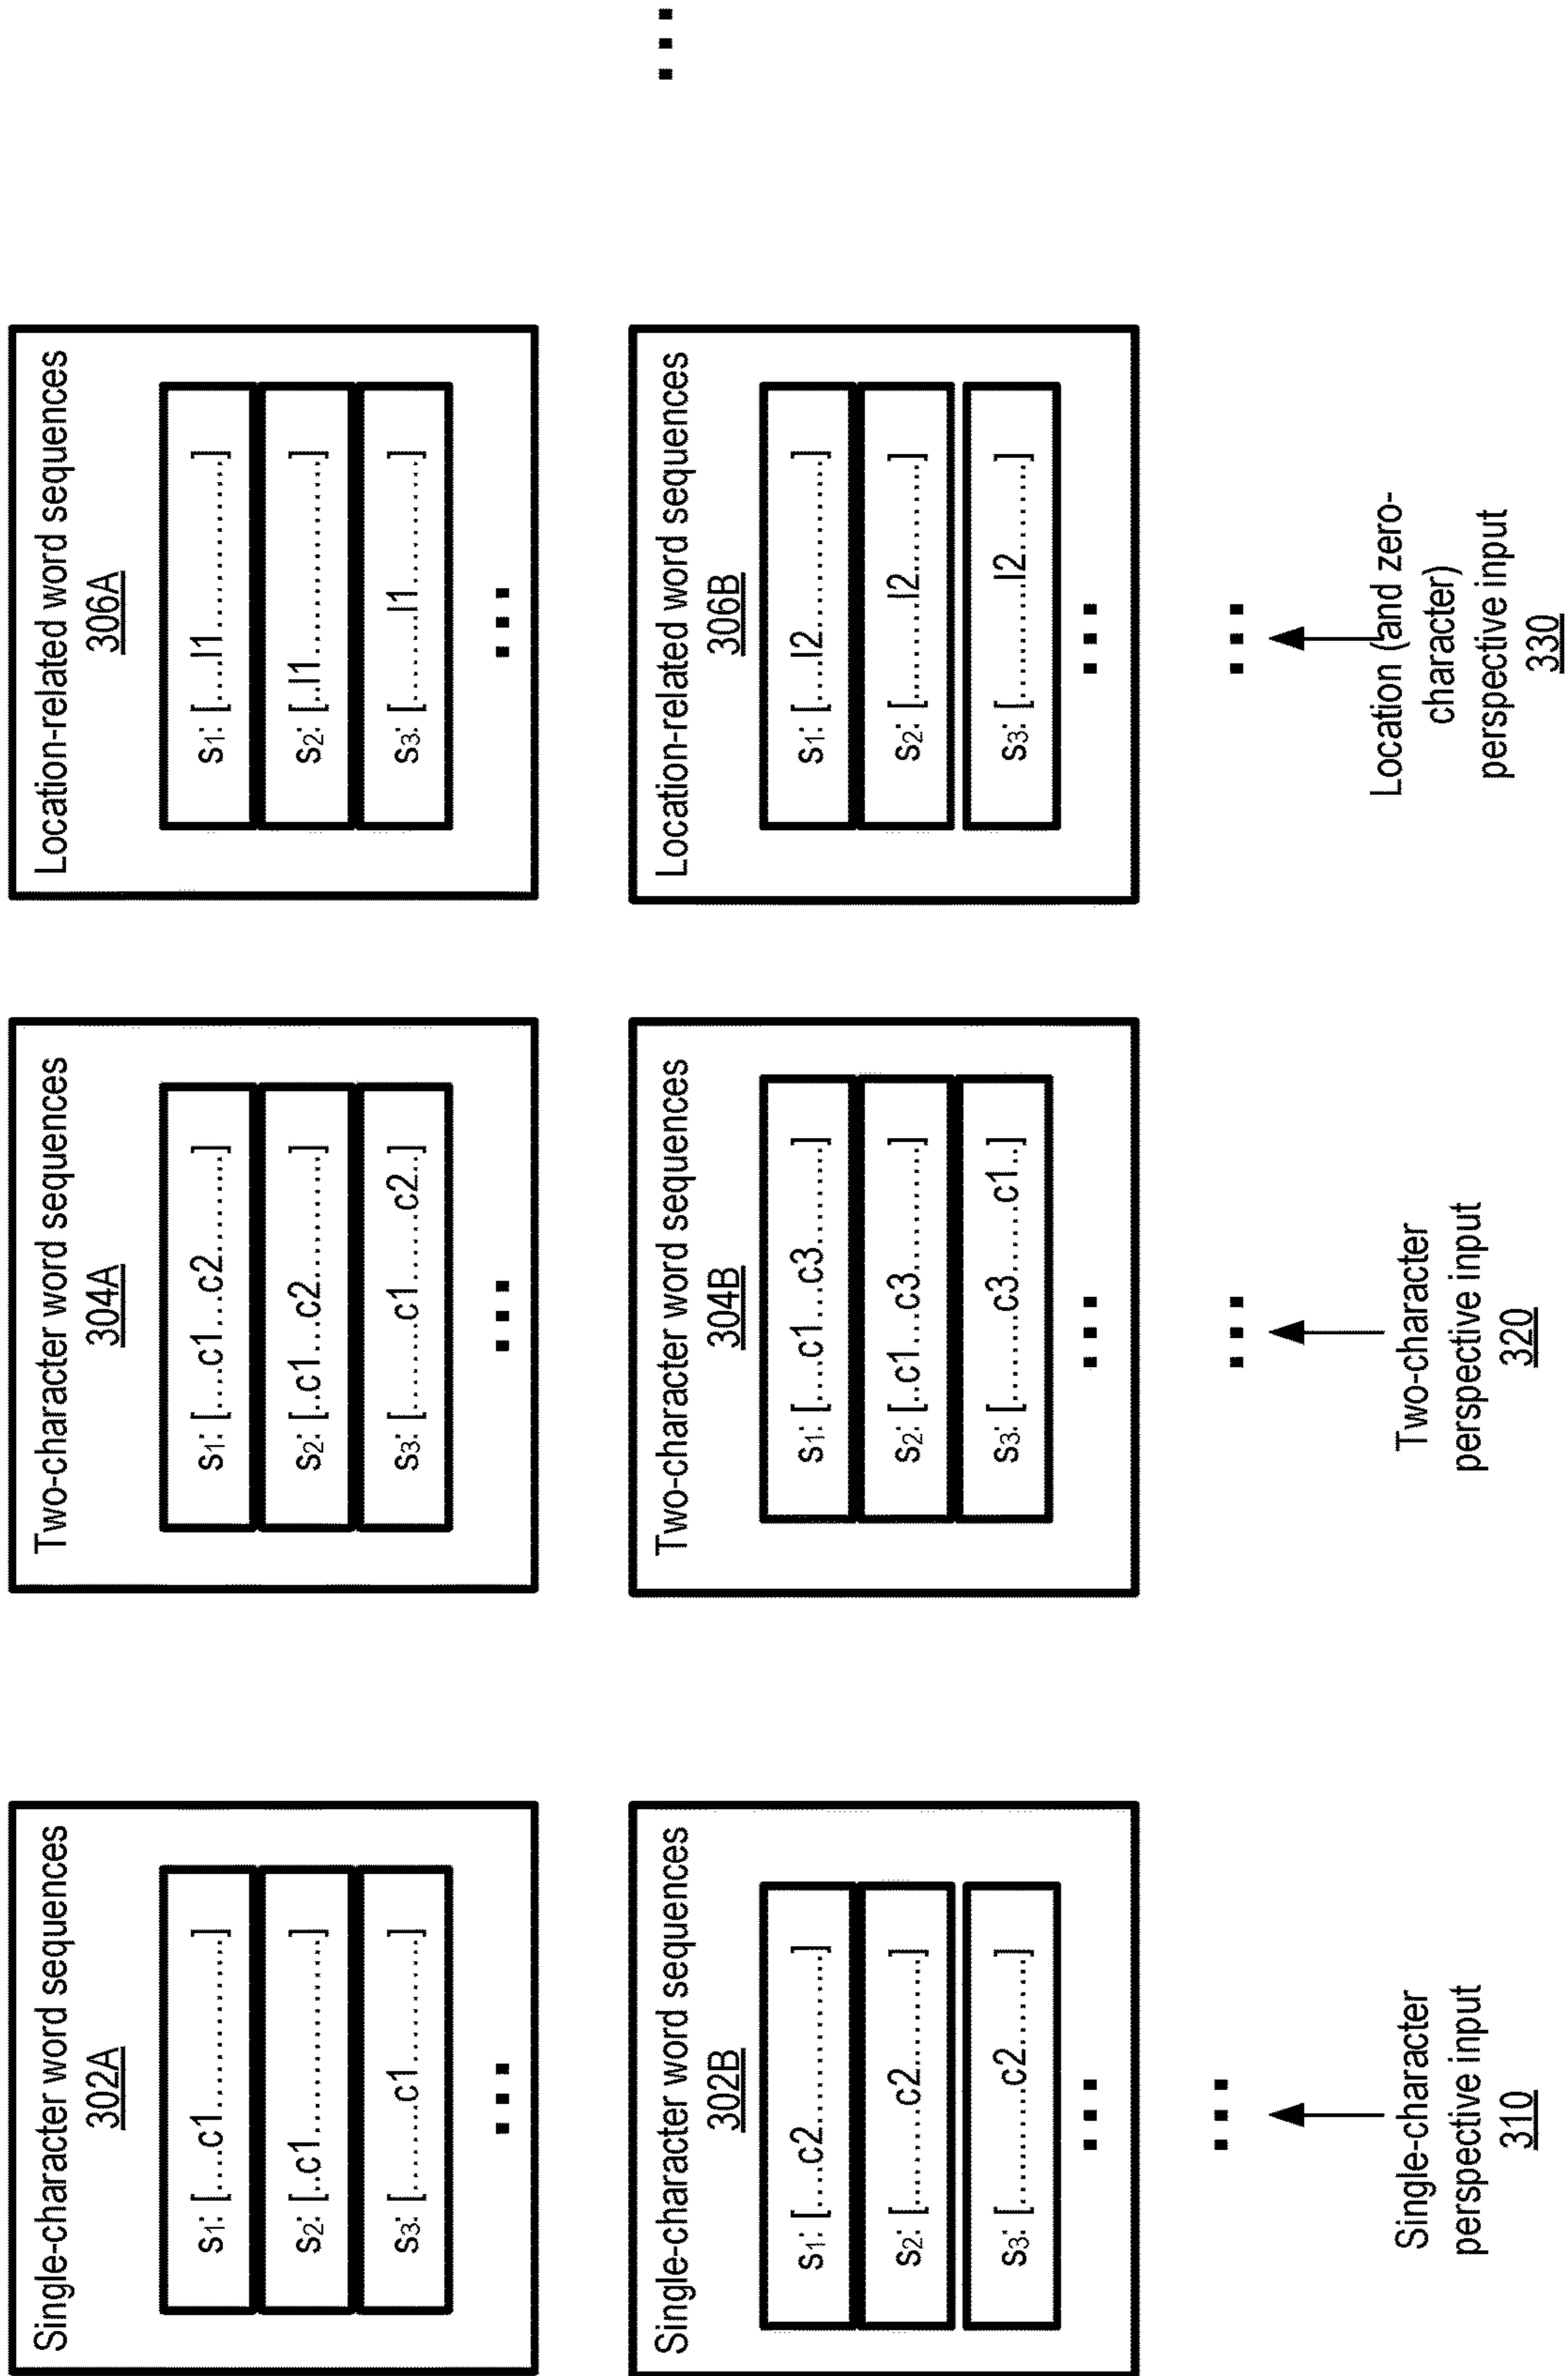 Single-character word sequences
302A
s₁: [....c1...................]
s₂: [..c1.....................]
s₃: [..........c1.............]
...
Two-character word sequences
304A
s₁: [....c1....c2...........]
s₂: [..c1....c2.............]
s₃: [..........c1.......c2..]
...
Location-related word sequences
306A
s₁: [....l1...................]
s₂: [..l1.....................]
s₃: [..........l1.............]
...
...
Single-character word sequences
302B
s₁: [....c2...................]
s₂: [.........c2............]
s₃: [............c2.........]
...
Two-character word sequences
304B
s₁: [.....c1....c3..........]
s₂: [..c1....c3.............]
s₃: [..........c3.......c1..]
...
Location-related word sequences
306B
s₁: [.....l2..................]
s₂: [..........l2............]
s₃: [............l2..........]
...
...
Single-character
perspective input
310
...
Two-character
perspective input
320
...
Location (and zero-
character)
perspective input
330